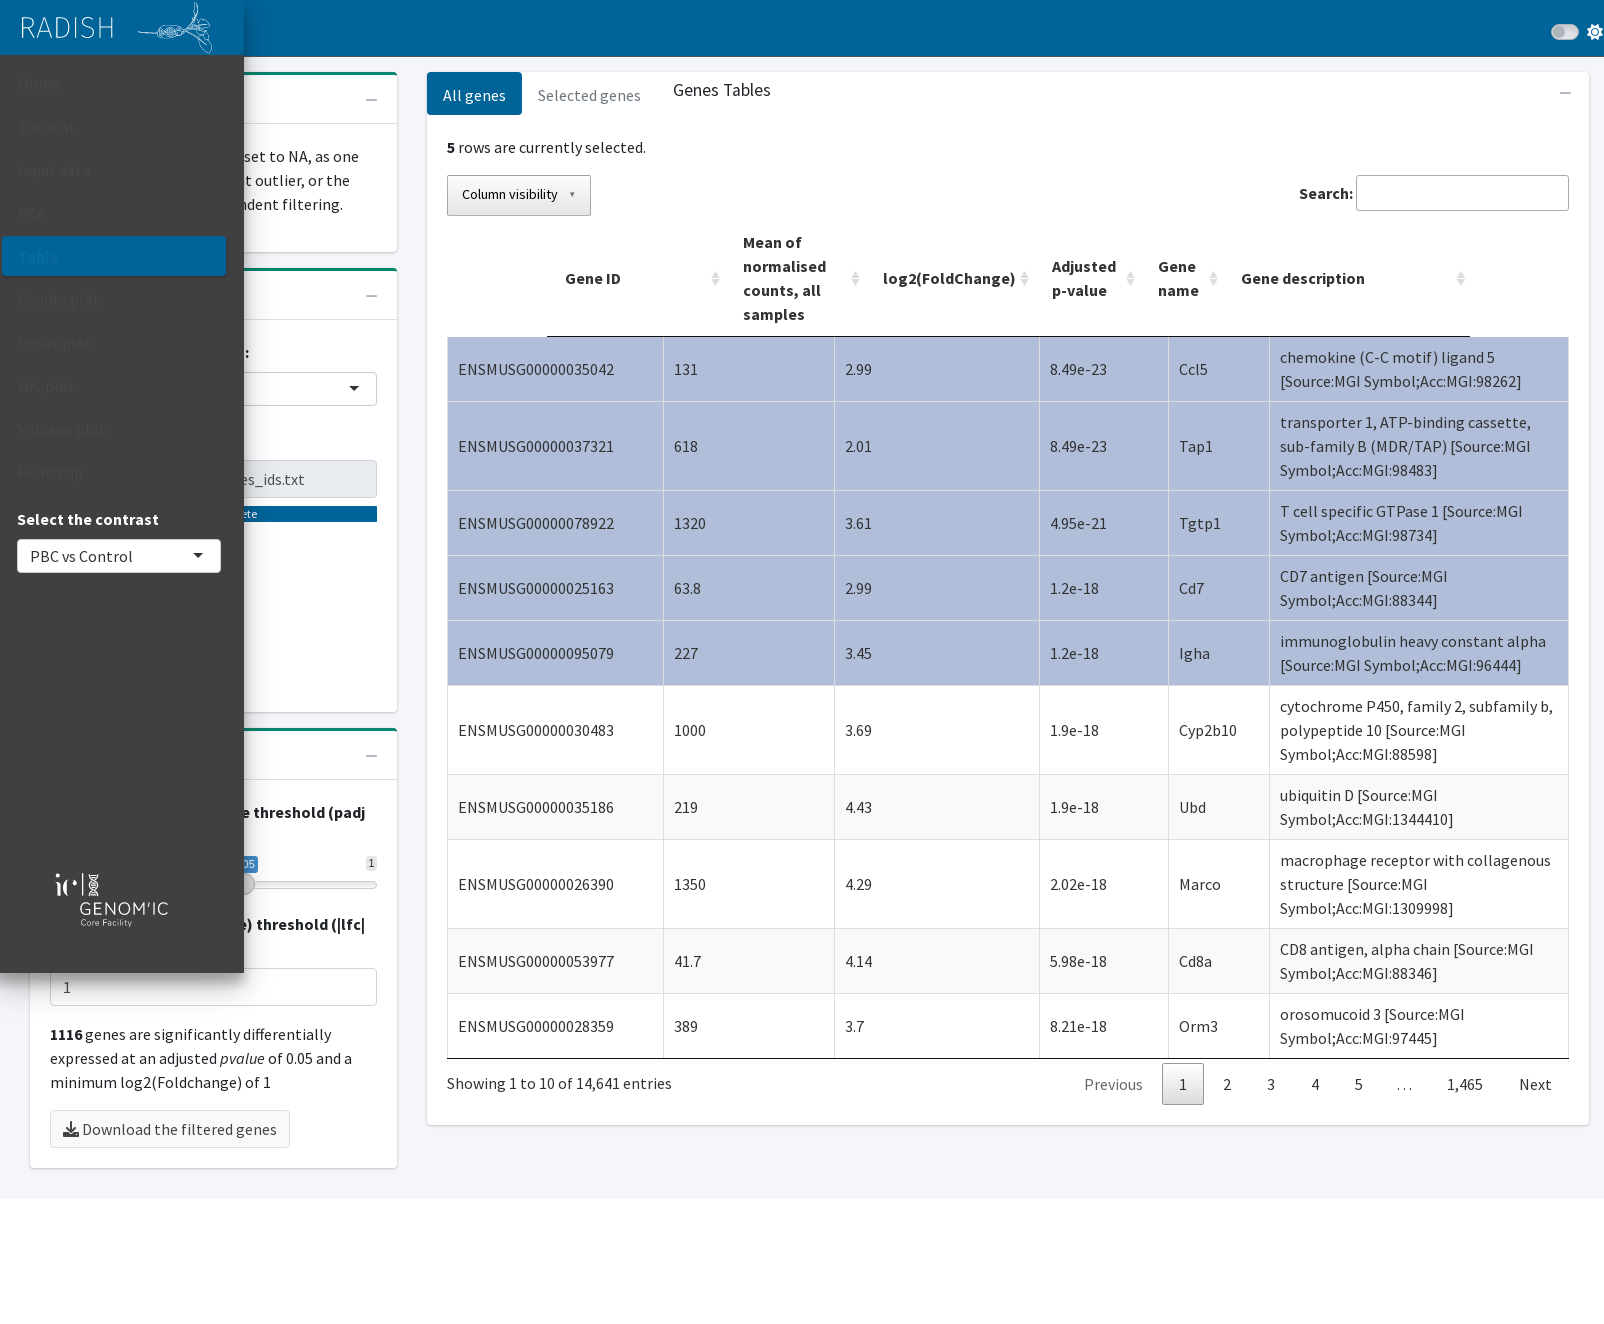 RADISH
Home
Tutorial
Input data
PCA
Table
Counts plot
Upset plot
MA-plot
Volcano plot
Heatmap
Select the contrast
PBC vs Control
ic
GENOM'IC
Core Facility
set to NA, as one
outlier, or the
filtering.
:
.txt
threshold (padj
1
threshold (|lfc|
1
1116 genes are significantly differentially
expressed at an adjusted pvalue of 0.05 and a
minimum log2(Foldchange) of 1
Download the filtered genes
All genes
Selected genes
Genes Tables
5 rows are currently selected.
Column visibility
Search:
Gene ID
Mean of
normalised
counts, all
samples
log2(FoldChange)
Adjusted
p-value
Gene
name
Gene description
ENSMUSG00000035042 131 2.99 8.49e-23 Ccl5
chemokine (C-C motif) ligand 5
[Source:MGI Symbol;Acc:MGI:98262]
ENSMUSG00000037321 618 2.01 8.49e-23 Tap1
transporter 1, ATP-binding cassette,
sub-family B (MDR/TAP) [Source:MGI
Symbol;Acc:MGI:98483]
ENSMUSG00000078922 1320 3.61 4.95e-21 Tgtp1
T cell specific GTPase 1 [Source:MGI
Symbol;Acc:MGI:98734]
ENSMUSG00000025163 63.8 2.99 1.2e-18 Cd7
CD7 antigen [Source:MGI
Symbol;Acc:MGI:88344]
ENSMUSG00000095079 227 3.45 1.2e-18 Igha
immunoglobulin heavy constant alpha
[Source:MGI Symbol;Acc:MGI:96444]
ENSMUSG00000030483 1000 3.69 1.9e-18 Cyp2b10
cytochrome P450, family 2, subfamily b,
polypeptide 10 [Source:MGI
Symbol;Acc:MGI:88598]
ENSMUSG00000035186 219 4.43 1.9e-18 Ubd
ubiquitin D [Source:MGI
Symbol;Acc:MGI:1344410]
ENSMUSG00000026390 1350 4.29 2.02e-18 Marco
macrophage receptor with collagenous
structure [Source:MGI
Symbol;Acc:MGI:1309998]
ENSMUSG00000053977 41.7 4.14 5.98e-18 Cd8a
CD8 antigen, alpha chain [Source:MGI
Symbol;Acc:MGI:88346]
ENSMUSG00000028359 389 3.7 8.21e-18 Orm3
orosomucoid 3 [Source:MGI
Symbol;Acc:MGI:97445]
Showing 1 to 10 of 14,641 entries
Previous 1 2 3 4 5 … 1,465 Next